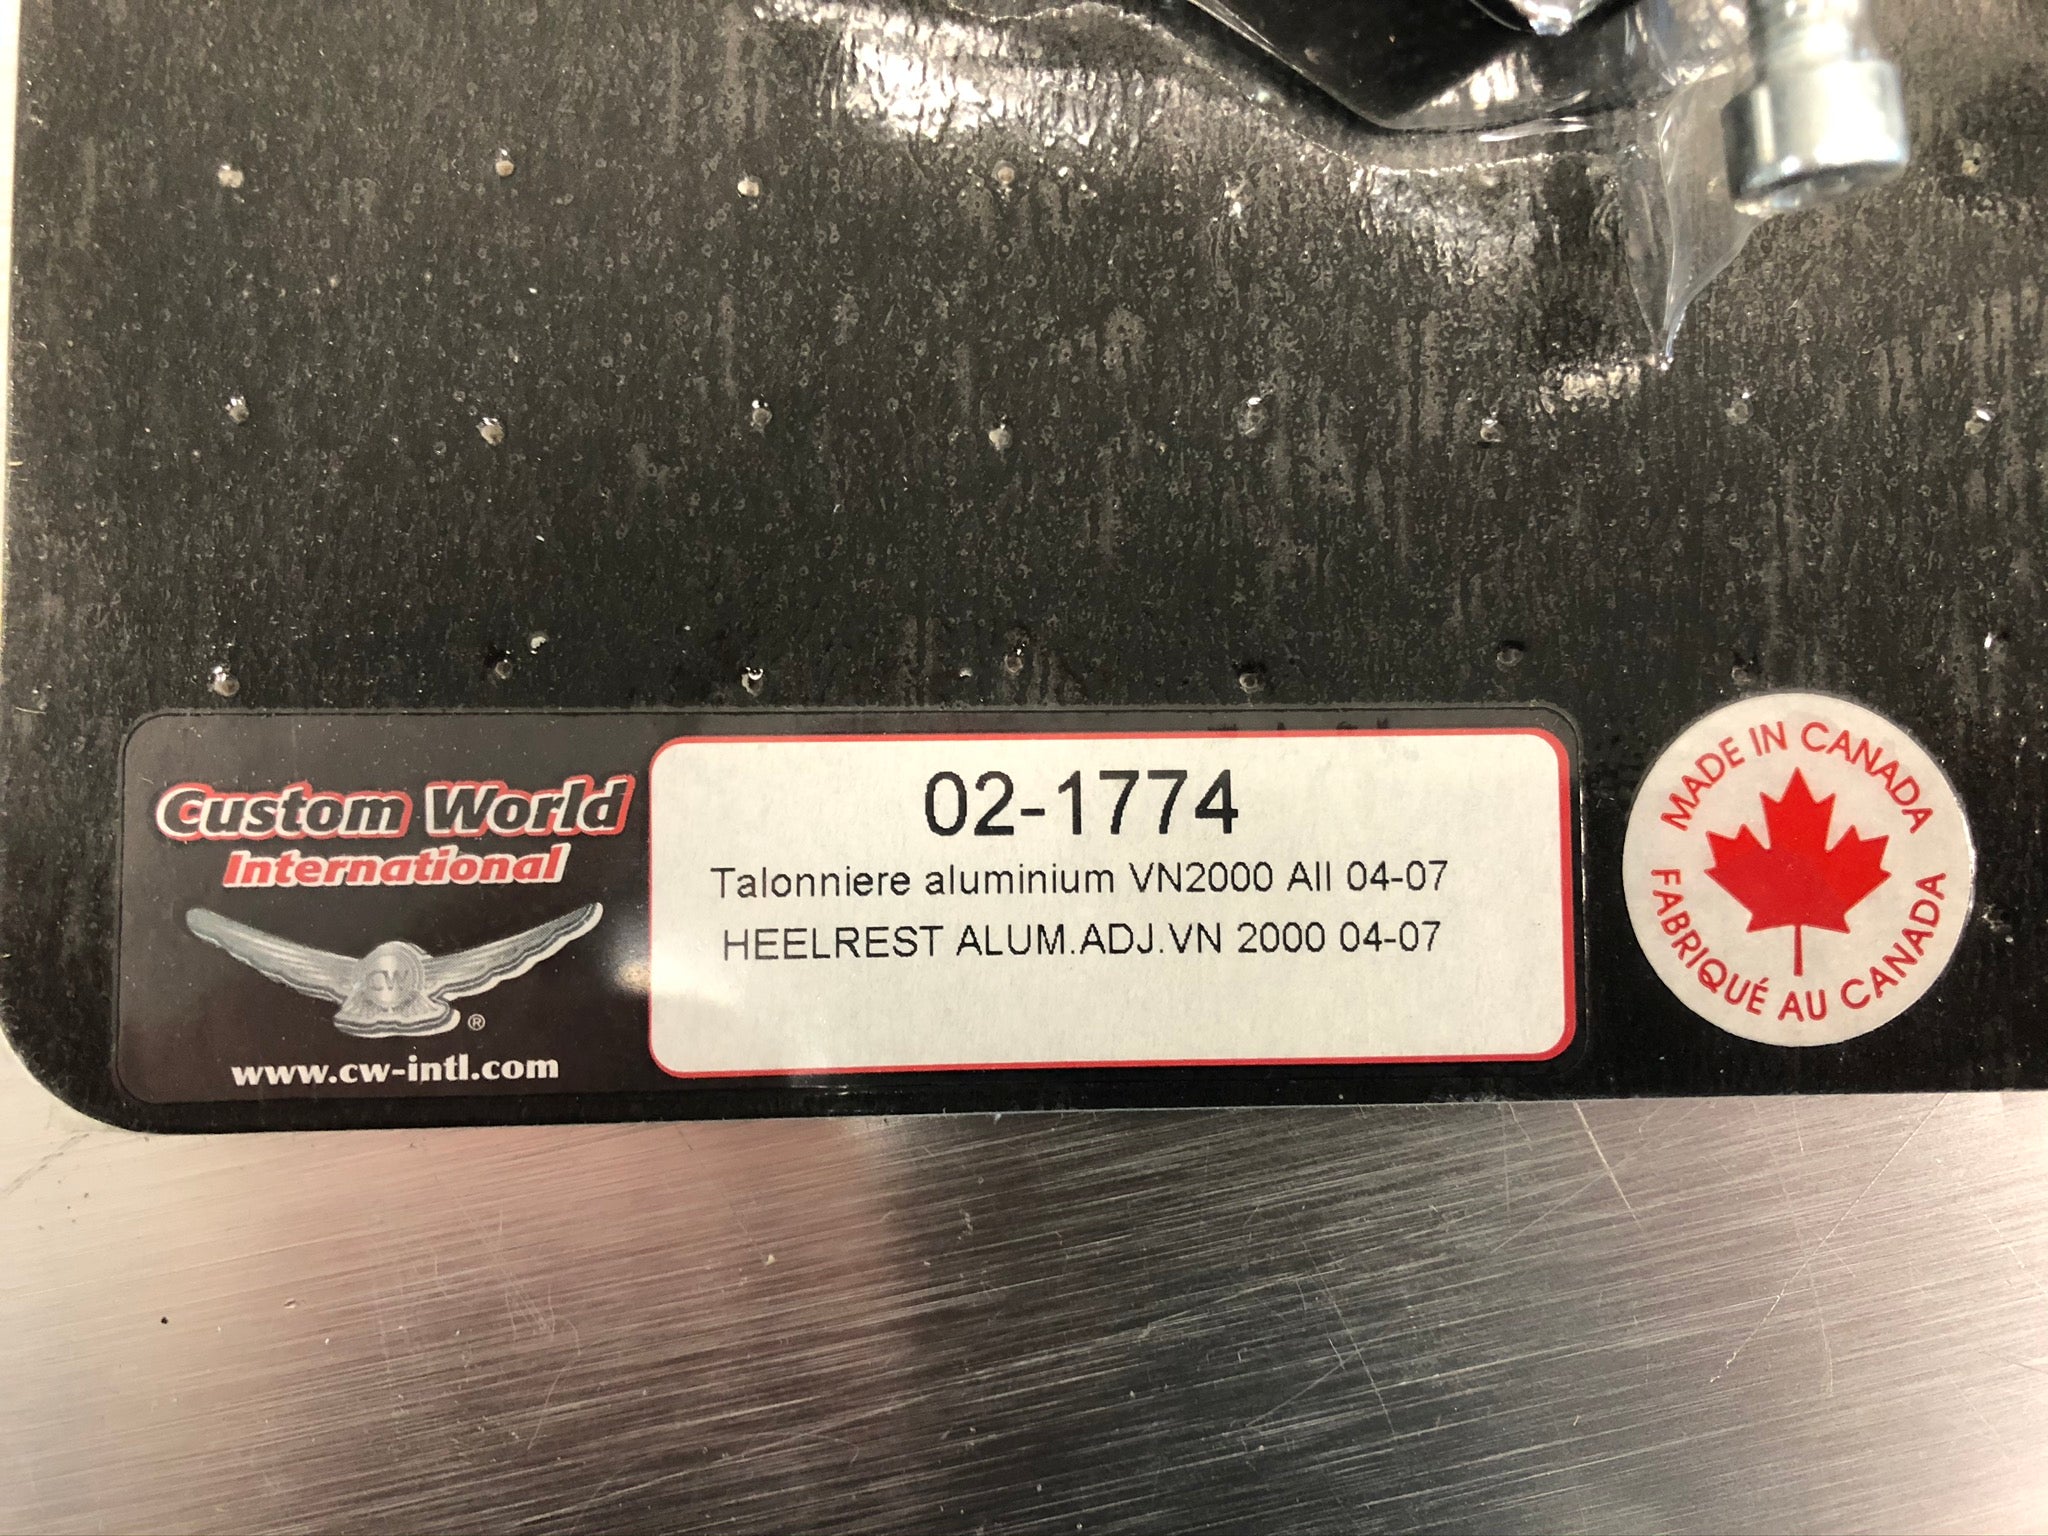 Custom World
International
CW
®
www.cw-intl.com
02-1774
Talonniere aluminium VN2000 All 04-07
HEELREST ALUM.ADJ.VN 2000 04-07
MADE IN CANADA
FABRIQUÉ AU CANADA